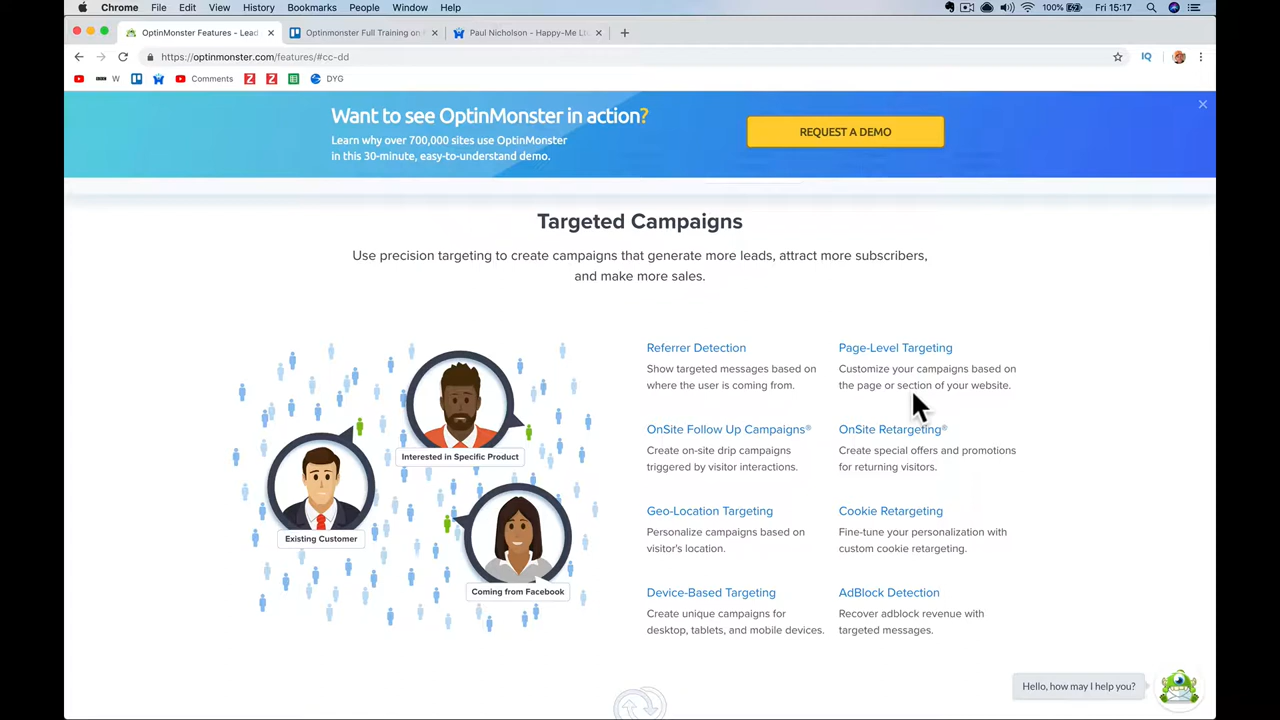 Chrome File Edit View History Bookmarks People Window Help 100% Fri 15:17
OptinMonster Features - Lead
Optinmonster Full Training on
Paul Nicholson - Happy-Me Lt
https://optinmonster.com/features/#cc-dd
IQ
W Comments DYG
Want to see OptinMonster in action?
Learn why over 700,000 sites use OptinMonster
in this 30-minute, easy-to-understand demo.
REQUEST A DEMO
Targeted Campaigns
Use precision targeting to create campaigns that generate more leads, attract more subscribers,
and make more sales.
Interested in Specific Product
Existing Customer
Coming from Facebook
Referrer Detection
Show targeted messages based on
where the user is coming from.
Page-Level Targeting
Customize your campaigns based on
the page or section of your website.
OnSite Follow Up Campaigns®
Create on-site drip campaigns
triggered by visitor interactions.
OnSite Retargeting®
Create special offers and promotions
for returning visitors.
Geo-Location Targeting
Personalize campaigns based on
visitor's location.
Cookie Retargeting
Fine-tune your personalization with
custom cookie retargeting.
Device-Based Targeting
Create unique campaigns for
desktop, tablets, and mobile devices.
AdBlock Detection
Recover adblock revenue with
targeted messages.
Hello, how may I help you?